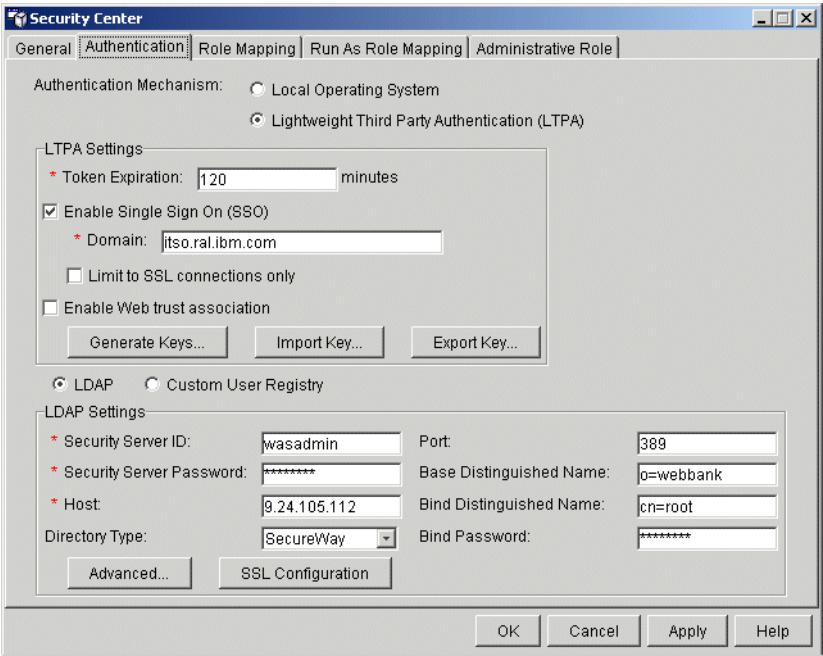 Security Center
General Authentication Role Mapping Run As Role Mapping Administrative Role
Authentication Mechanism: Local Operating System
Lightweight Third Party Authentication (LTPA)
LTPA Settings
* Token Expiration: 120 minutes
Enable Single Sign On (SSO)
* Domain: itso.ral.ibm.com
Limit to SSL connections only
Enable Web trust association
Generate Keys... Import Key... Export Key...
LDAP Custom User Registry
LDAP Settings
* Security Server ID: wasadmin Port: 389
* Security Server Password: ******** Base Distinguished Name: o=webbank
* Host: 9.24.105.112 Bind Distinguished Name: cn=root
Directory Type: SecureWay Bind Password: ********
Advanced... SSL Configuration
OK Cancel Apply Help